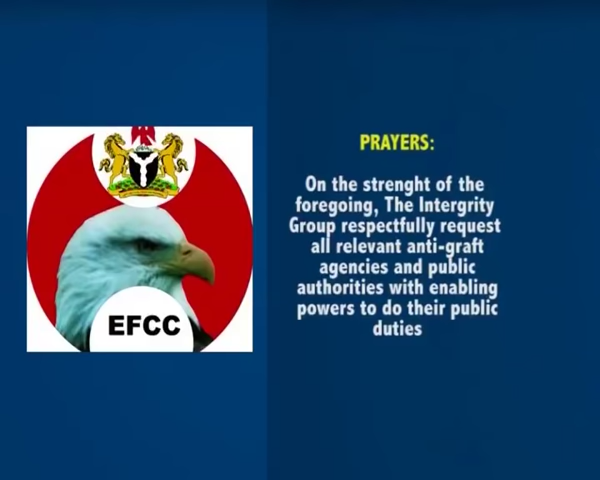 PRAYERS:
On the strenght of the
foregoing, The Intergrity
Group respectfully request
all relevant anti-graft
agencies and public
authorities with enabling
powers to do their public
duties
EFCC